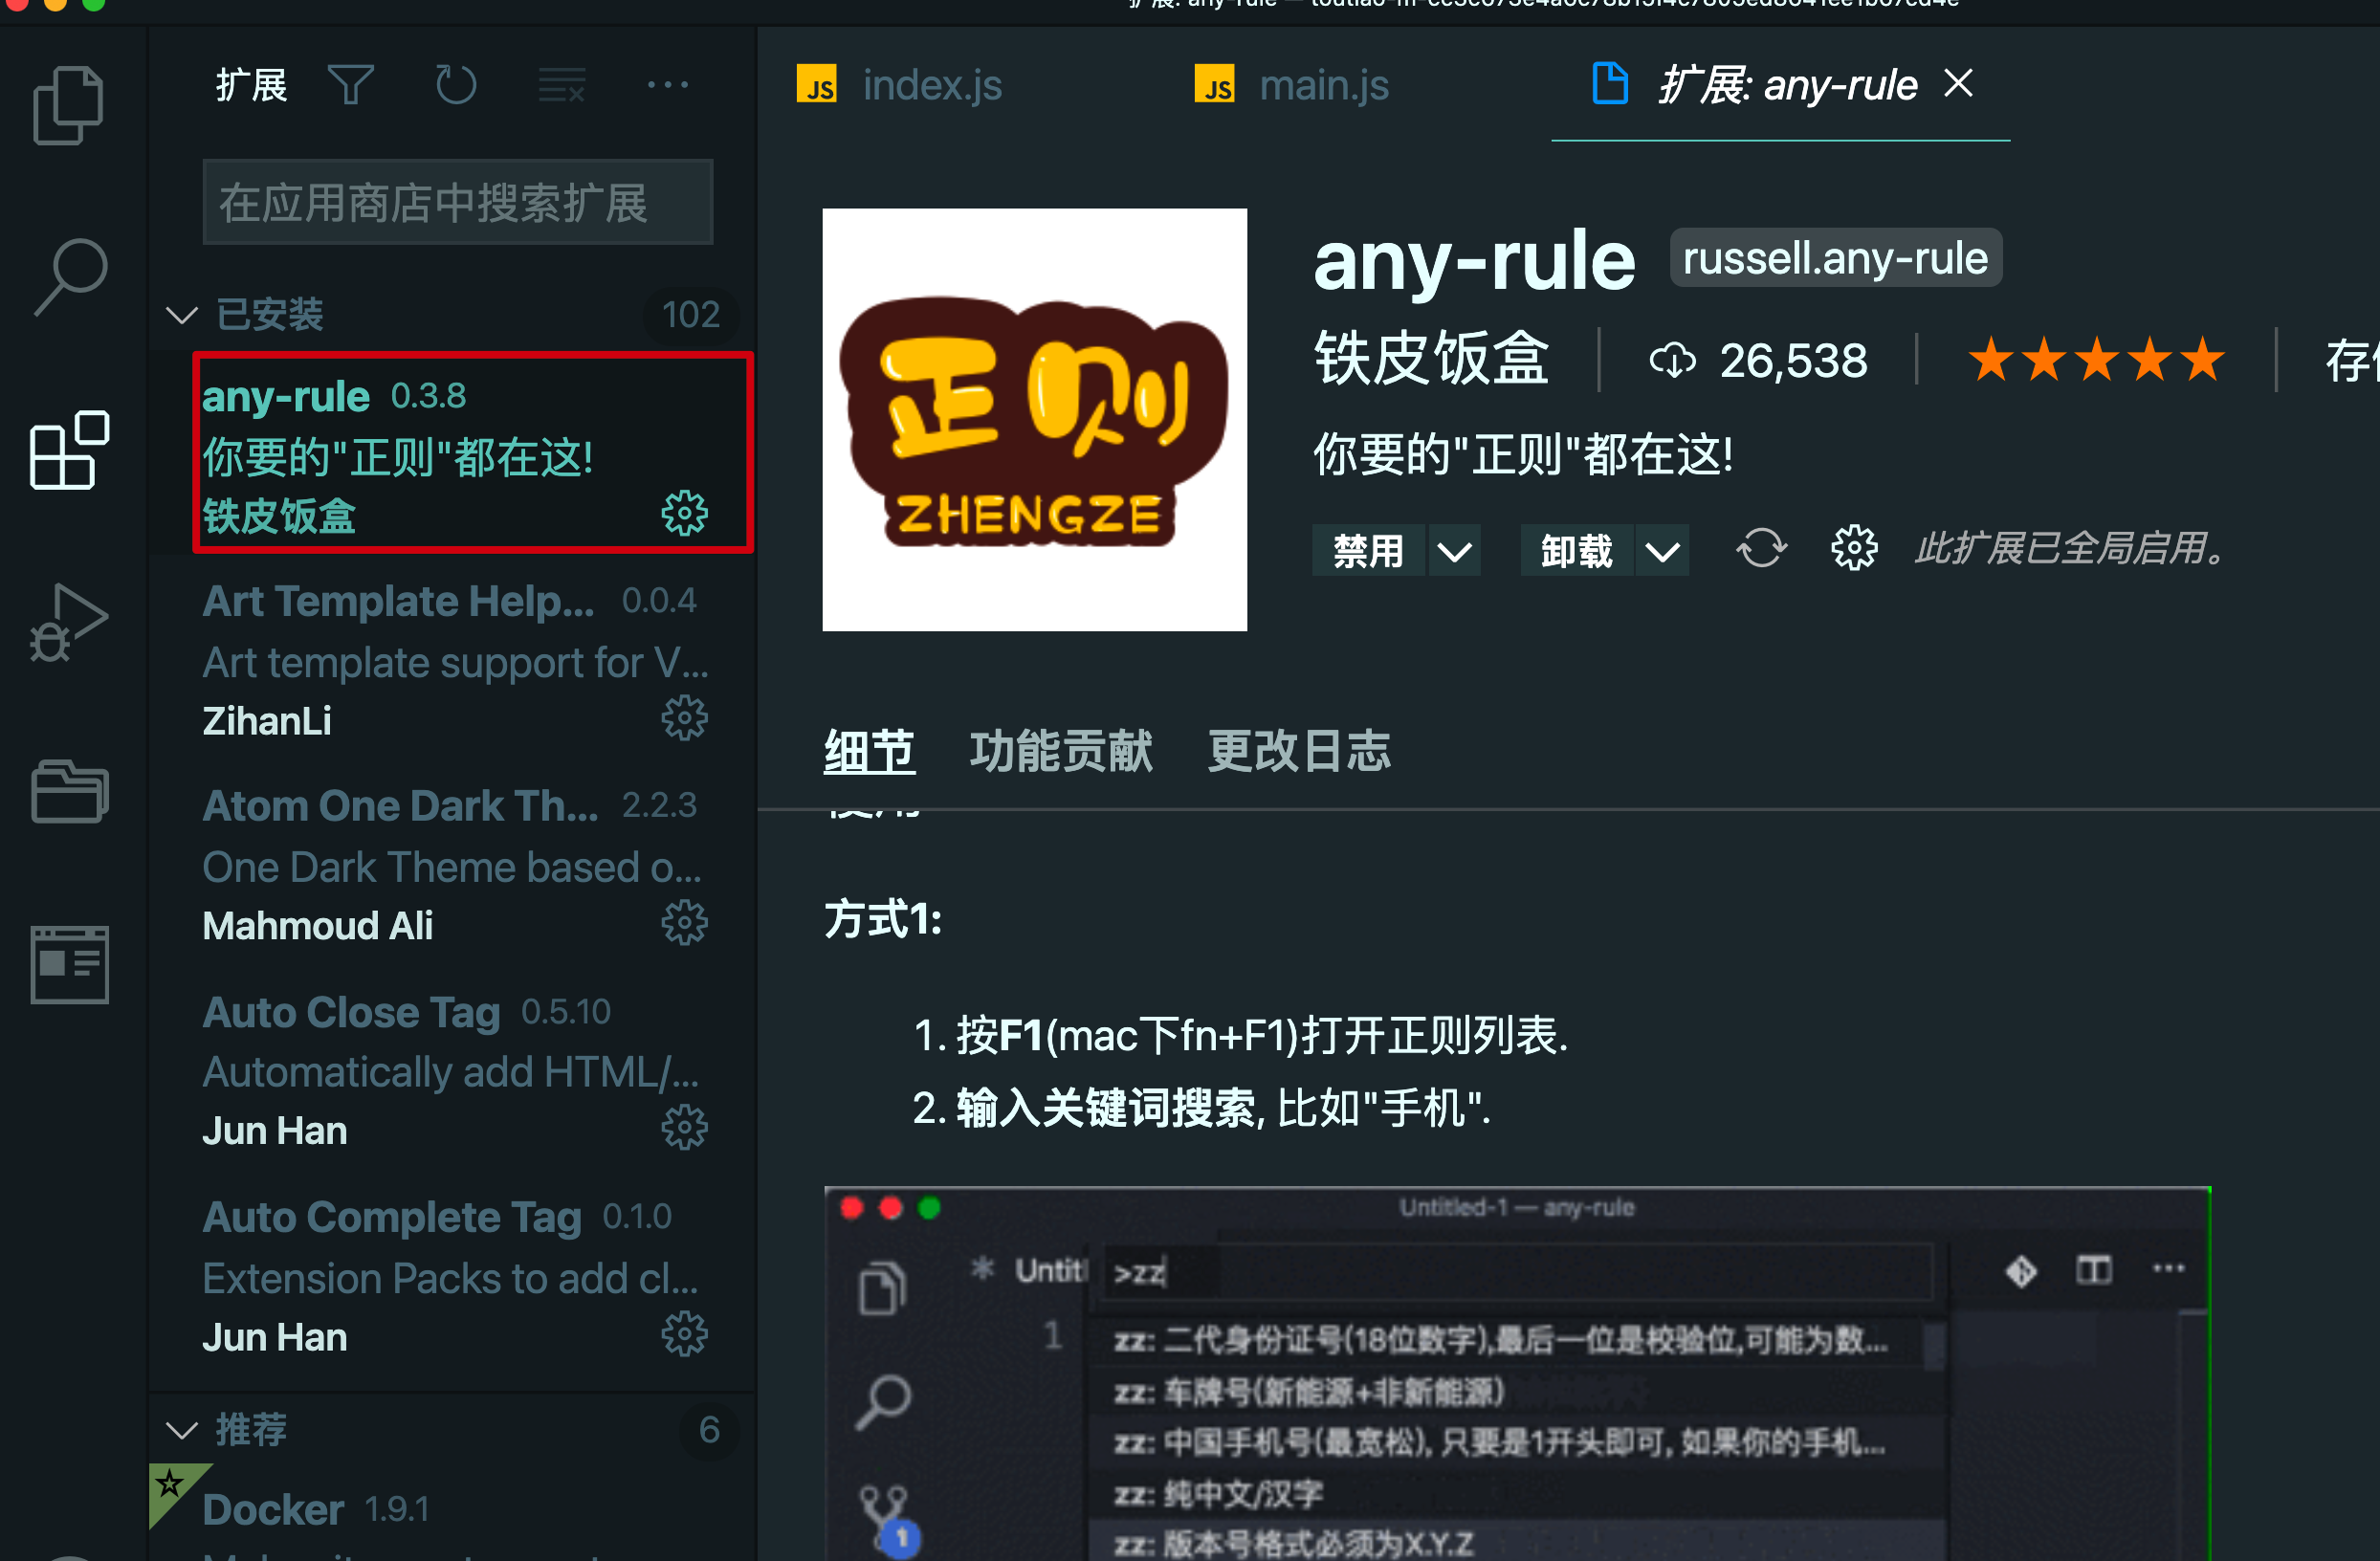 扩展: any-rule —
扩展
在应用商店中搜索扩展
已安装 102
any-rule 0.3.8
你要的"正则"都在这!
铁皮饭盒
Art Template Help... 0.0.4
Art template support for V...
ZihanLi
Atom One Dark Th... 2.2.3
One Dark Theme based o...
Mahmoud Ali
Auto Close Tag 0.5.10
Automatically add HTML/...
Jun Han
Auto Complete Tag 0.1.0
Extension Packs to add cl...
Jun Han
推荐 6
Docker 1.9.1
JS index.js
JS main.js
扩展: any-rule
正则
ZHENGZE
any-rule russell.any-rule
铁皮饭盒 26,538
你要的"正则"都在这!
禁用 卸载 此扩展已全局启用。
细节 功能贡献 更改日志
使用
方式1:
1. 按F1(mac下fn+F1)打开正则列表.
2. 输入关键词搜索, 比如"手机".
Untitled-1 — any-rule
Untitl >zz
1
zz: 二代身份证号(18位数字),最后一位是校验位,可能为数...
zz: 车牌号(新能源+非新能源)
zz: 中国手机号(最宽松), 只要是1开头即可, 如果你的手机...
zz: 纯中文/汉字
1
zz: 版本号格式必须为X.Y.Z